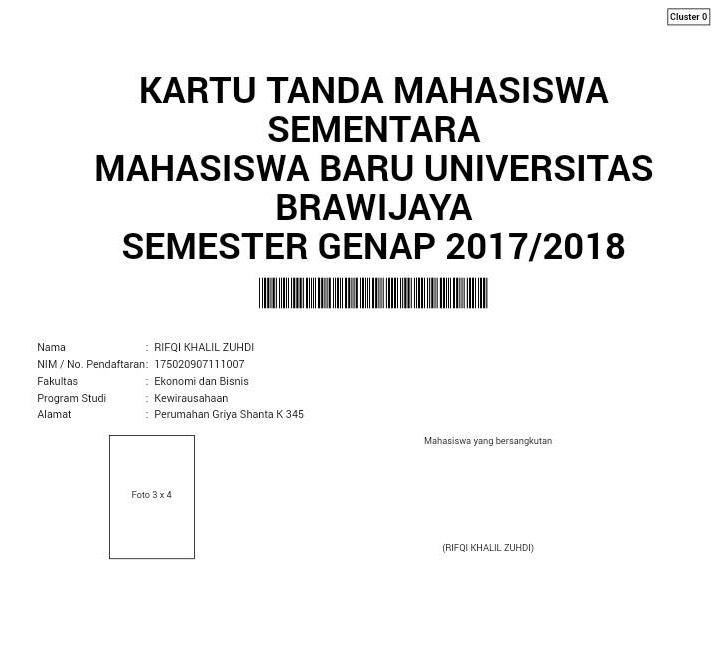 Cluster 0
KARTU TANDA MAHASISWA
SEMENTARA
MAHASISWA BARU UNIVERSITAS
BRAWIJAYA
SEMESTER GENAP 2017/2018
Nama : RIFQI KHALIL ZUHDI
NIM / No. Pendaftaran : 175020907111007
Fakultas : Ekonomi dan Bisnis
Program Studi : Kewirausahaan
Alamat : Perumahan Griya Shanta K 345
Mahasiswa yang bersangkutan
Foto 3 x 4
(RIFQI KHALIL ZUHDI)